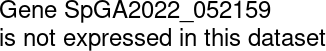 Gene SpGA2022_052159
is not expressed in this dataset